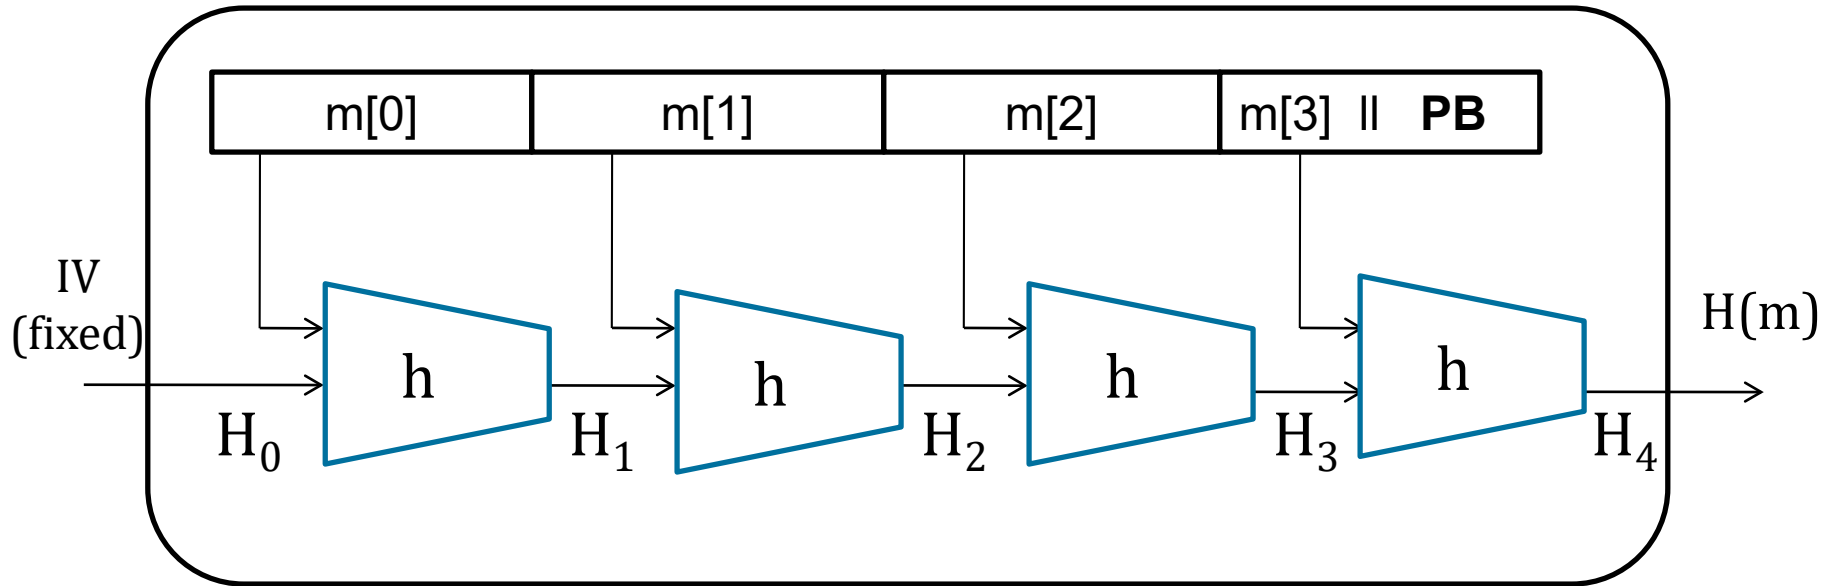 m[0]
m[1]
m[2]
m[3] ll PB
IV
(fixed)
h
h
h
h
H(m)
H₀
H₁
H₂
H₃
H₄